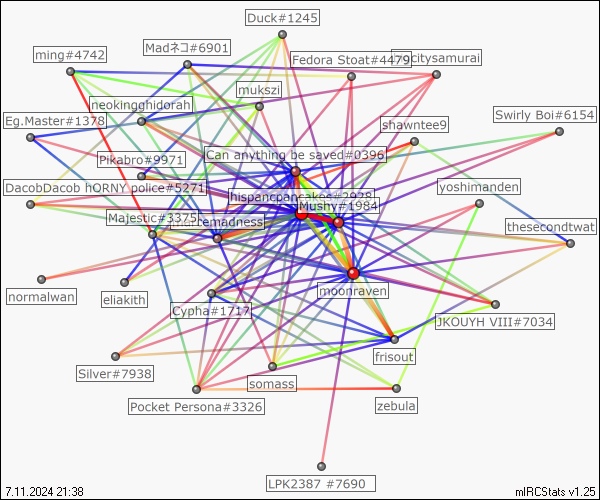 Duck#1245
Madネコ#6901
ming#4742
Fedora Stoat#4479
citysamurai
mukszi
neokingghidorah
Eg.Master#1378
Swirly Boi#6154
shawntee9
Can anything be saved#0396
Pikabro#9971
DacobDacob hQRNY police#5271
yoshimanden
hispancpancakes#2928
Mushy#1984
Majestic#3375
madness
thesecondtwat
moonraven
normalwan
eliakith
Cypha#1717
JKOUYH VIII#7034
frisout
Silver#7938
somass
Pocket Persona#3326
zebula
LPK2387 #7690
7.11.2024 21:38
mIRCStats v1.25